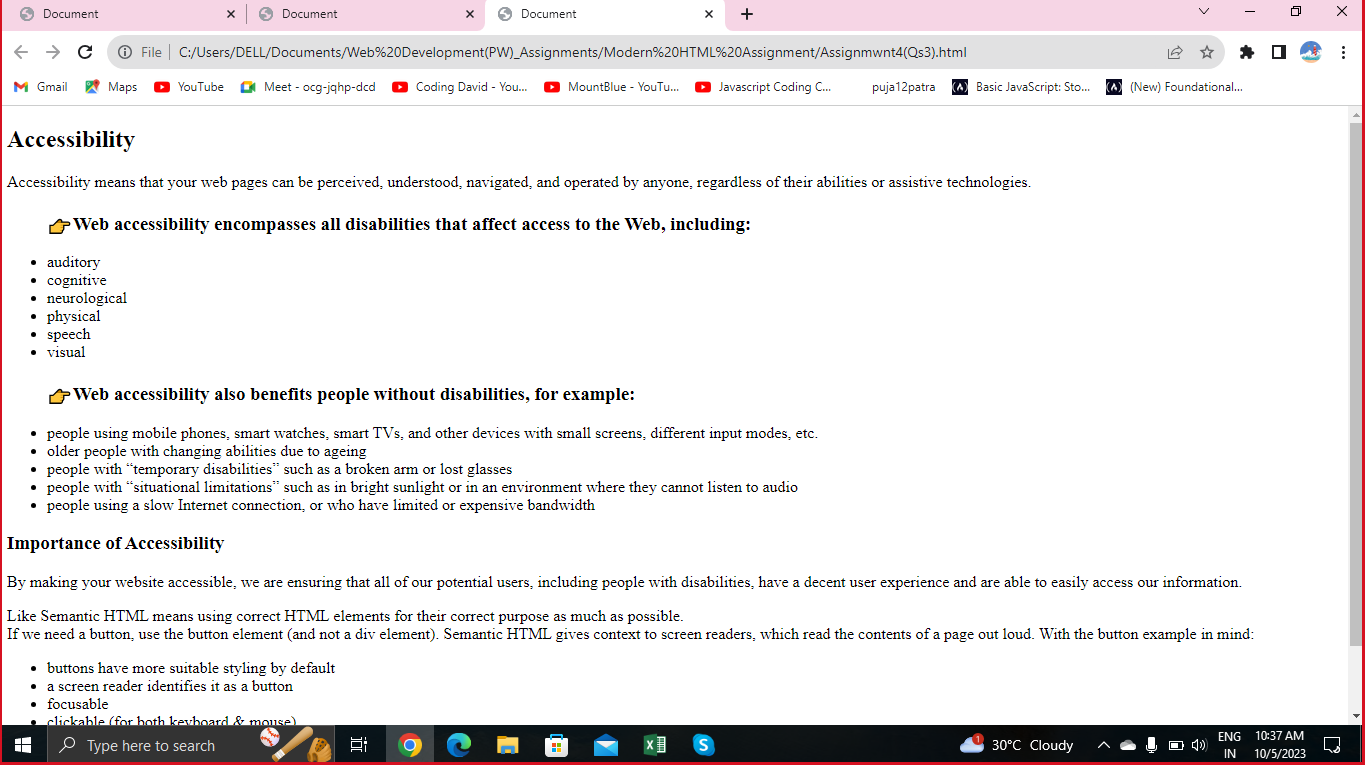 Document
Document
Document
File
C:/Users/DELL/Documents/Web%20Development(PW)_Assignments/Modern%20HTML%20Assignment/Assignmwnt4(Qs3).html
Gmail
Maps
YouTube
Meet - ocg-jqhp-dcd
Coding David - You...
MountBlue - YouTu...
Javascript Coding C...
puja12patra
Basic JavaScript: Sto...
(New) Foundational...
Accessibility
Accessibility means that your web pages can be perceived, understood, navigated, and operated by anyone, regardless of their abilities or assistive technologies.
👉Web accessibility encompasses all disabilities that affect access to the Web, including:
• auditory
• cognitive
• neurological
• physical
• speech
• visual
👉Web accessibility also benefits people without disabilities, for example:
• people using mobile phones, smart watches, smart TVs, and other devices with small screens, different input modes, etc.
• older people with changing abilities due to ageing
• people with “temporary disabilities” such as a broken arm or lost glasses
• people with “situational limitations” such as in bright sunlight or in an environment where they cannot listen to audio
• people using a slow Internet connection, or who have limited or expensive bandwidth
Importance of Accessibility
By making your website accessible, we are ensuring that all of our potential users, including people with disabilities, have a decent user experience and are able to easily access our information.
Like Semantic HTML means using correct HTML elements for their correct purpose as much as possible.
If we need a button, use the button element (and not a div element). Semantic HTML gives context to screen readers, which read the contents of a page out loud. With the button example in mind:
• buttons have more suitable styling by default
• a screen reader identifies it as a button
• focusable
• clickable (for both keyboard & mouse)
Type here to search
1
30°C Cloudy
ENG
IN
10:37 AM
10/5/2023